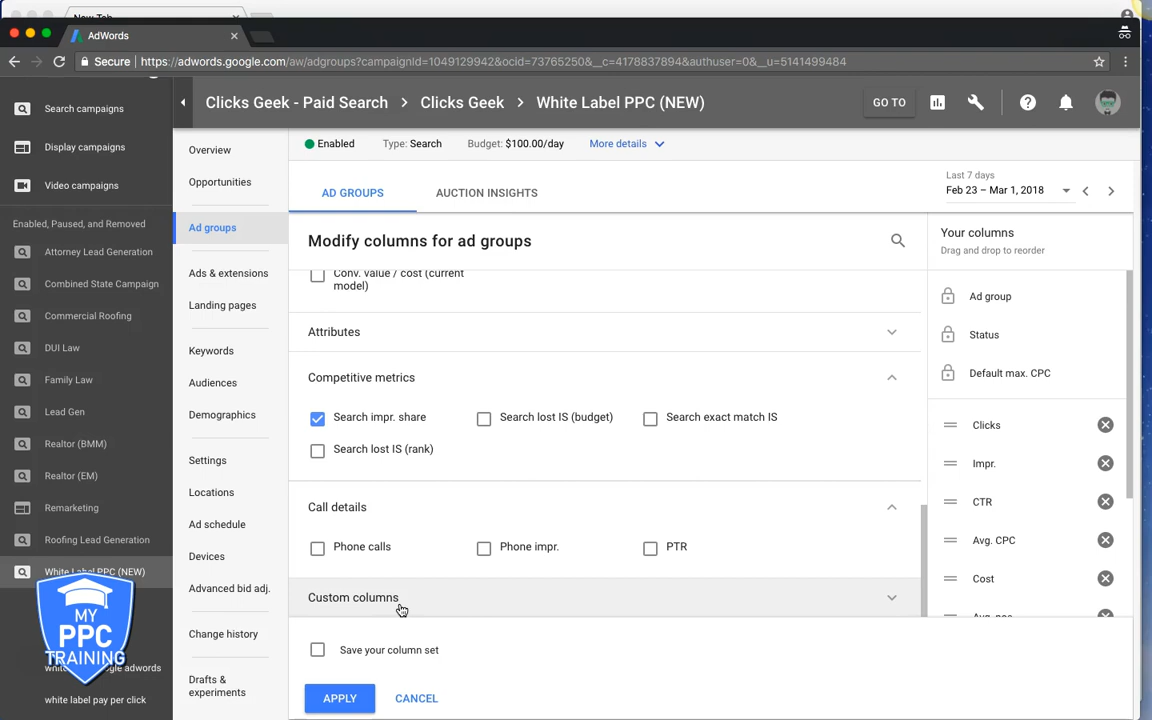 New Tab
AdWords
Secure
https://adwords.google.com/aw/adgroups?campaignId=1049129942&ocid=73765250&__c=4178837894&authuser=0&__u=5141499484
Search campaigns
Display campaigns
Video campaigns
Enabled, Paused, and Removed
Attorney Lead Generation
Combined State Campaign
Commercial Roofing
DUI Law
Family Law
Lead Gen
Realtor (BMM)
Realtor (EM)
Remarketing
Roofing Lead Generation
White Label PPC (NEW)
MY
PPC
TRAINING
white label pay per click
Clicks Geek - Paid Search > Clicks Geek > White Label PPC (NEW)
GO TO
Overview
Opportunities
Ad groups
Ads & extensions
Landing pages
Keywords
Audiences
Demographics
Settings
Locations
Ad schedule
Devices
Advanced bid adj.
Change history
Drafts &
experiments
Enabled Type: Search Budget: $100.00/day More details
AD GROUPS AUCTION INSIGHTS
Last 7 days
Feb 23 – Mar 1, 2018
Modify columns for ad groups
Conv. value / cost (current
model)
Attributes
Competitive metrics
Search impr. share Search lost IS (budget) Search exact match IS
Search lost IS (rank)
Call details
Phone calls Phone impr. PTR
Custom columns
Save your column set
APPLY CANCEL
Your columns
Drag and drop to reorder
Ad group
Status
Default max. CPC
Clicks
Impr.
CTR
Avg. CPC
Cost